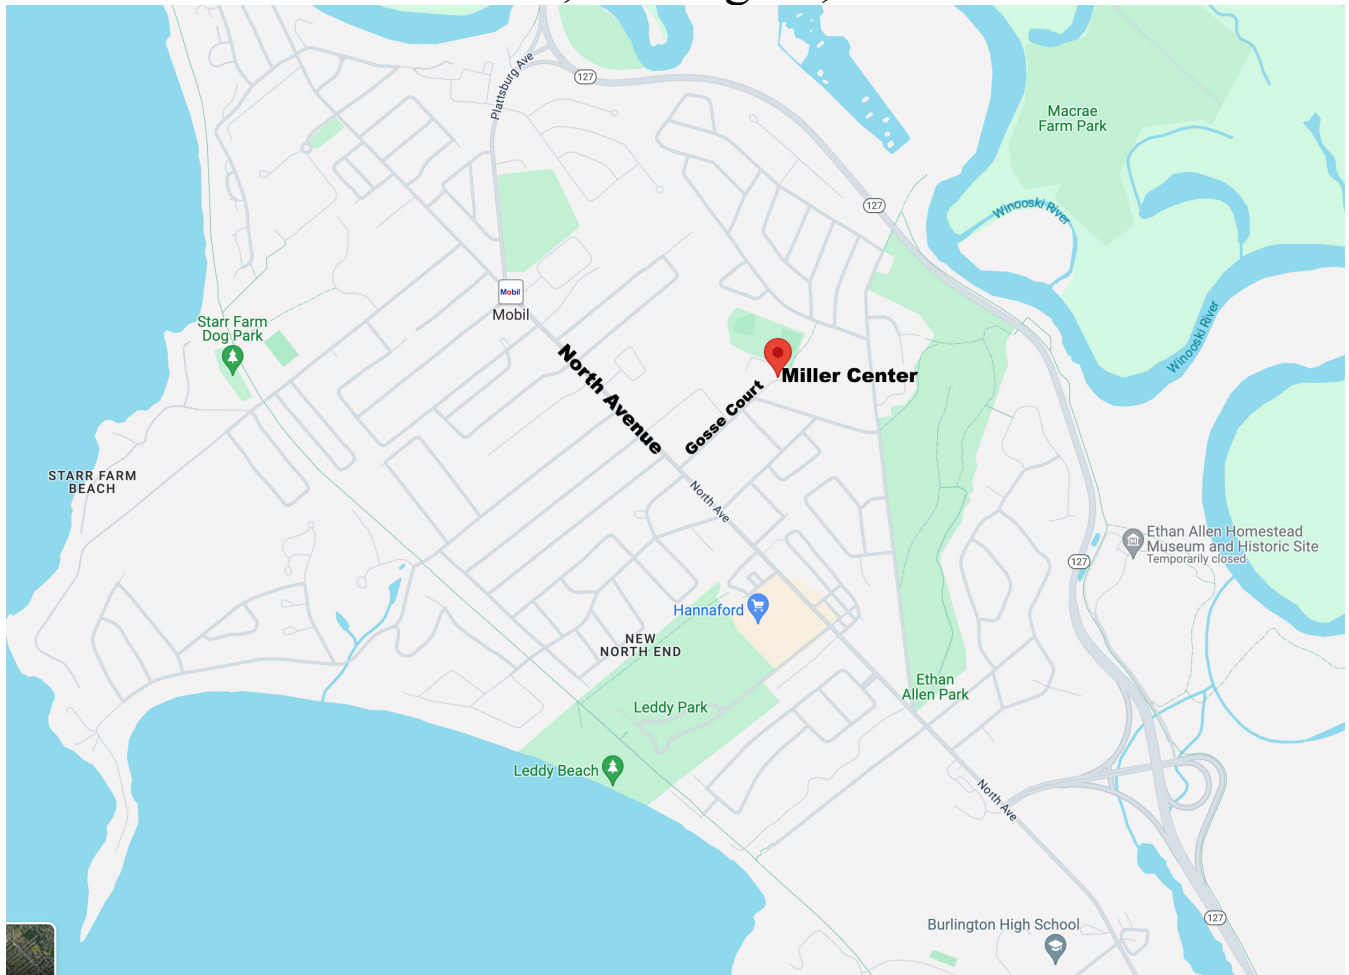 Plattsburg Ave
127
Macrae
Farm Park
127
Winooski River
Mobil
Mobil
Starr Farm
Dog Park
Winooski River
North Avenue
Gosse Court
Miller Center
STARR FARM
BEACH
North Ave
Ethan Allen Homestead
Museum and Historic Site
Temporarily closed
127
Hannaford
NEW
NORTH END
Ethan
Allen Park
Leddy Park
Leddy Beach
North Ave
127
Burlington High School